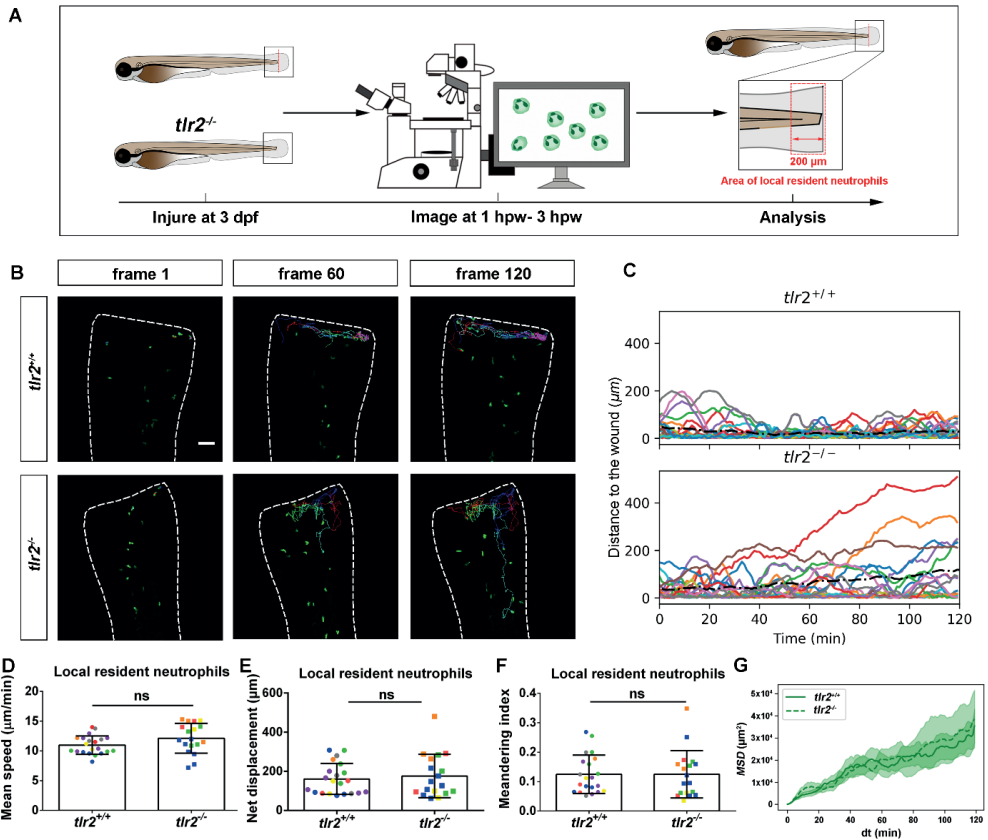 A
tlr2-/-
200 µm
Area of local resident neutrophils
Injure at 3 dpf
Image at 1 hpw- 3 hpw
Analysis
B
frame 1
frame 60
frame 120
tlr2+/+
tlr2-/-
C
tlr2+/+
400
200
0
tlr2−/−
400
200
0
Distance to the wound (µm)
0 20 40 60 80 100 120
Time (min)
D
Local resident neutrophils
ns
Mean speed (µm/min)
20
15
10
5
0
tlr2+/+ tlr2-/-
E
Local resident neutrophils
ns
Net displacement (µm)
600
400
200
0
tlr2+/+ tlr2-/-
F
Local resident neutrophils
ns
Meandering index
0.4
0.3
0.2
0.1
0.0
tlr2+/+ tlr2-/-
G
tlr2+/+
tlr2-/-
MSD (µm²)
5x10⁴
4x10⁴
3x10⁴
2x10⁴
1x10⁴
0
0 20 40 60 80 100 120
dt (min)